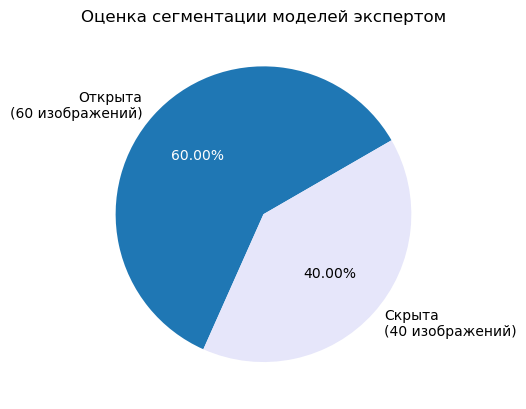 Оценка сегментации моделей экспертом
Открыта
(60 изображений)
60.00%
40.00%
Скрыта
(40 изображений)